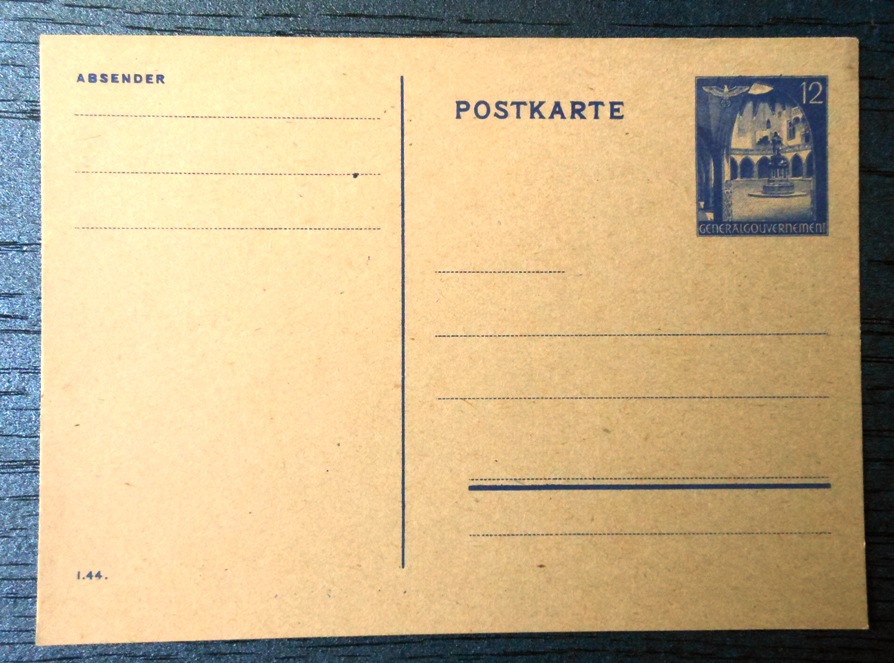 ABSENDER
POSTKARTE
12
GENERALGOUVERNEMENT
I.44.